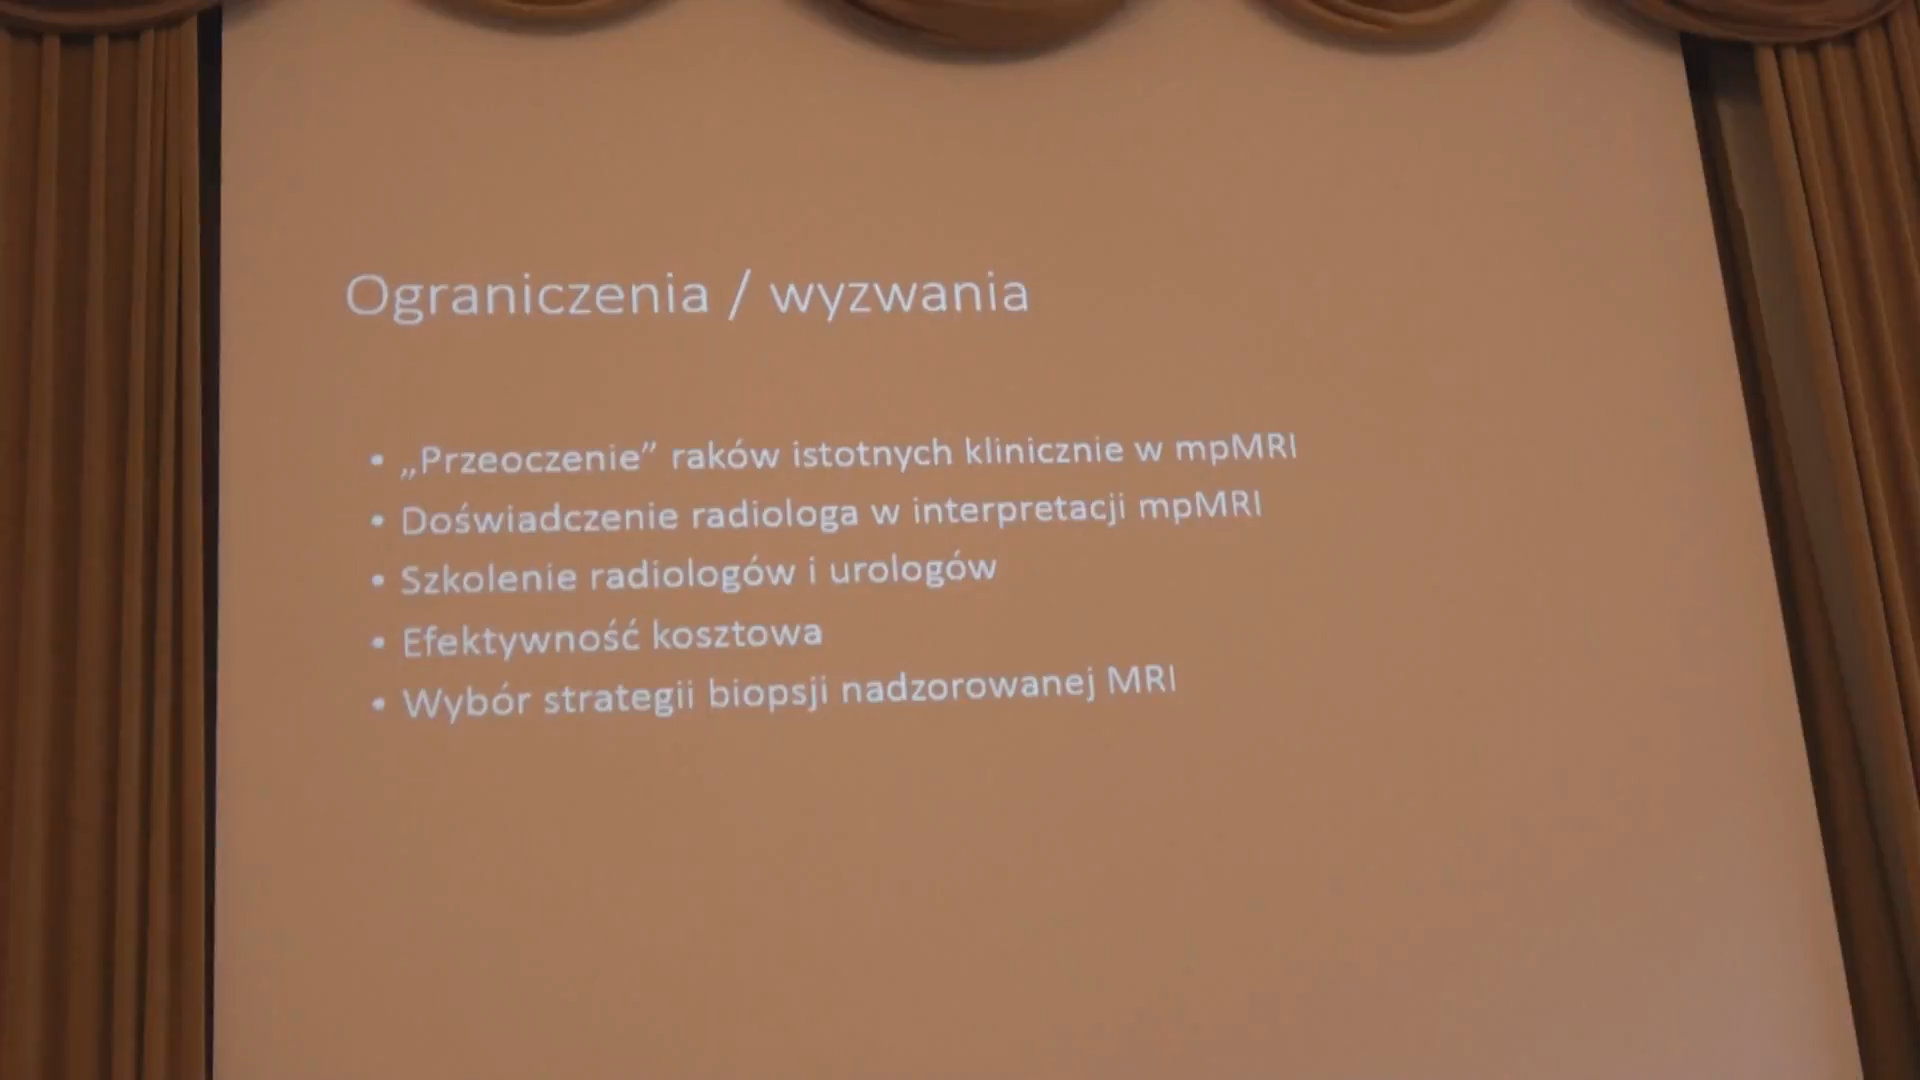 Ograniczenia / wyzwania
• „Przeoczenie” raków istotnych klinicznie w mpMRI
• Doświadczenie radiologa w interpretacji mpMRI
• Szkolenie radiologów i urologów
• Efektywność kosztowa
• Wybór strategii biopsji nadzorowanej MRI